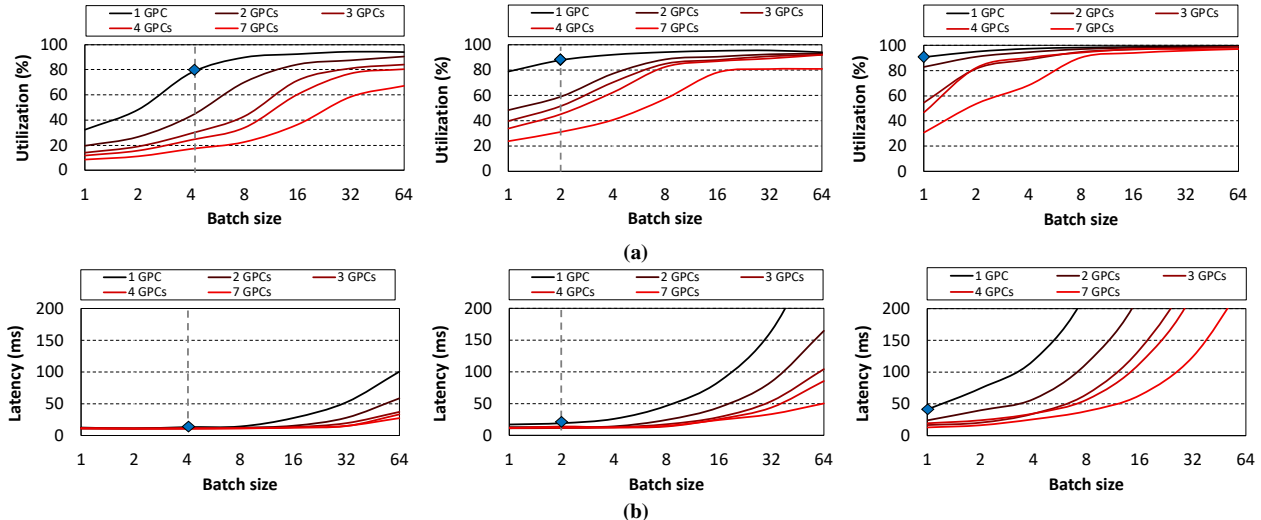 1 GPC 2 GPCs 3 GPCs
4 GPCs 7 GPCs
Utilization (%)
100
80
60
40
20
0
1 2 4 8 16 32 64
Batch size
1 GPC 2 GPCs 3 GPCs
4 GPCs 7 GPCs
Utilization (%)
100
80
60
40
20
0
1 2 4 8 16 32 64
Batch size
1 GPC 2 GPCs 3 GPCs
4 GPCs 7 GPCs
Utilization (%)
100
80
60
40
20
0
1 2 4 8 16 32 64
Batch size
(a)
1 GPC 2 GPCs 3 GPCs
4 GPCs 7 GPCs
Latency (ms)
200
150
100
50
0
1 2 4 8 16 32 64
Batch size
1 GPC 2 GPCs 3 GPCs
4 GPCs 7 GPCs
Latency (ms)
200
150
100
50
0
1 2 4 8 16 32 64
Batch size
1 GPC 2 GPCs 3 GPCs
4 GPCs 7 GPCs
Latency (ms)
200
150
100
50
0
1 2 4 8 16 32 64
Batch size
(b)